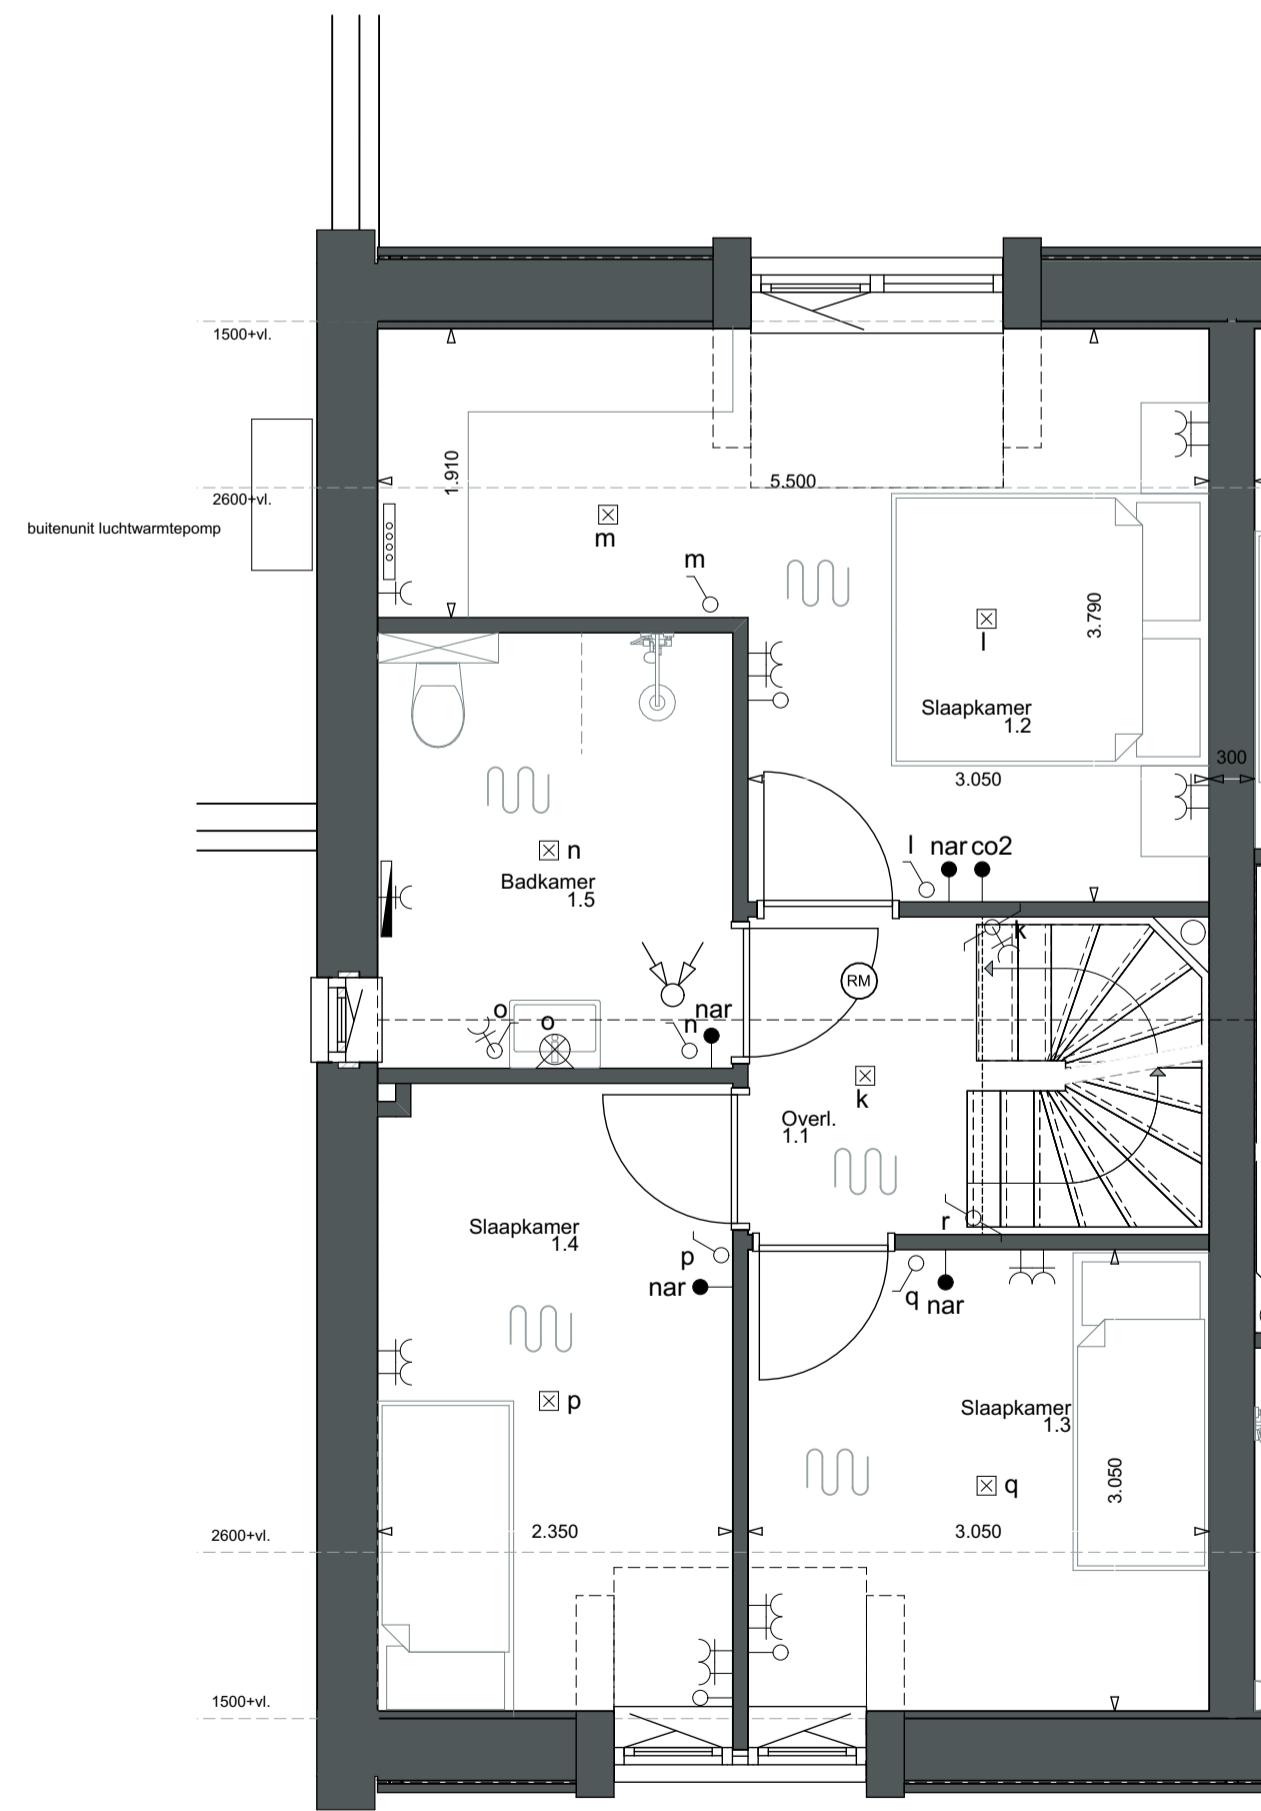 1500+vl.
1.910
5.500
2600+vl.
buitenunit luchtwarmtepomp
m
m
3.790
l
Slaapkamer
1.2
300
3.050
l nar co2
n
Badkamer
1.5
k
RM
o
o
n
nar
k
Overl.
1.1
r
Slaapkamer
1.4
p
nar
q
nar
p
Slaapkamer
1.3
q
3.050
2.350
3.050
2600+vl.
1500+vl.